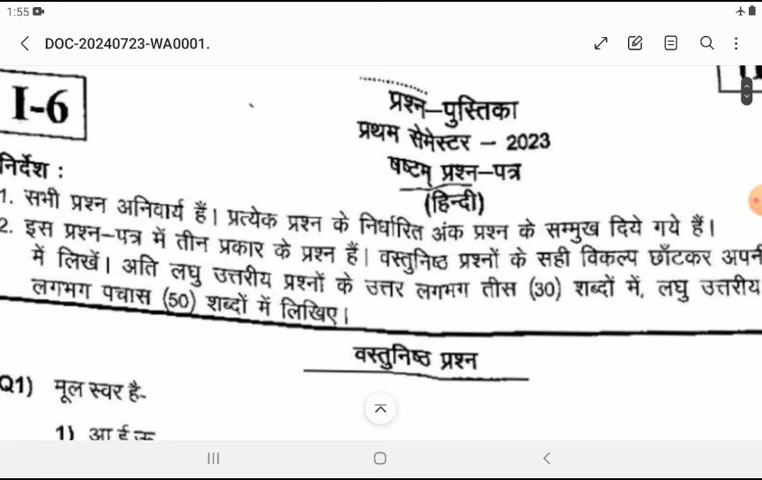 1:55
DOC-20240723-WA0001.
I-6
प्रश्न–पुस्तिका
प्रथम सेमेस्टर – 2023
षष्टम् प्रश्न–पत्र
(हिन्दी)
निर्देश :
1. सभी प्रश्न अनिवार्य हैं। प्रत्येक प्रश्न के निर्धारित अंक प्रश्न के सम्मुख दिये गये हैं।
2. इस प्रश्न–पत्र में तीन प्रकार के प्रश्न हैं। वस्तुनिष्ठ प्रश्नों के सही विकल्प छाँटकर अपन
में लिखें। अति लघु उत्तरीय प्रश्नों के उत्तर लगभग तीस (30) शब्दों में, लघु उत्तरीय
लगभग पचास (50) शब्दों में लिखिए।
वस्तुनिष्ठ प्रश्न
Q1) मूल स्वर है-
1) आ ई ऊ